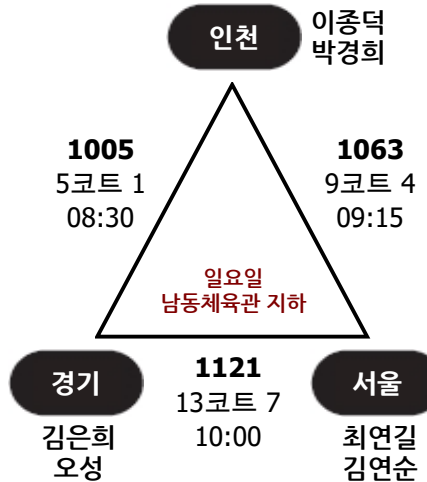 인천
이종덕
박경희
1005
5코트 1
08:30
1063
9코트 4
09:15
일요일
남동체육관 지하
경기
김은희
오성
1121
13코트 7
10:00
서울
최연길
김연순